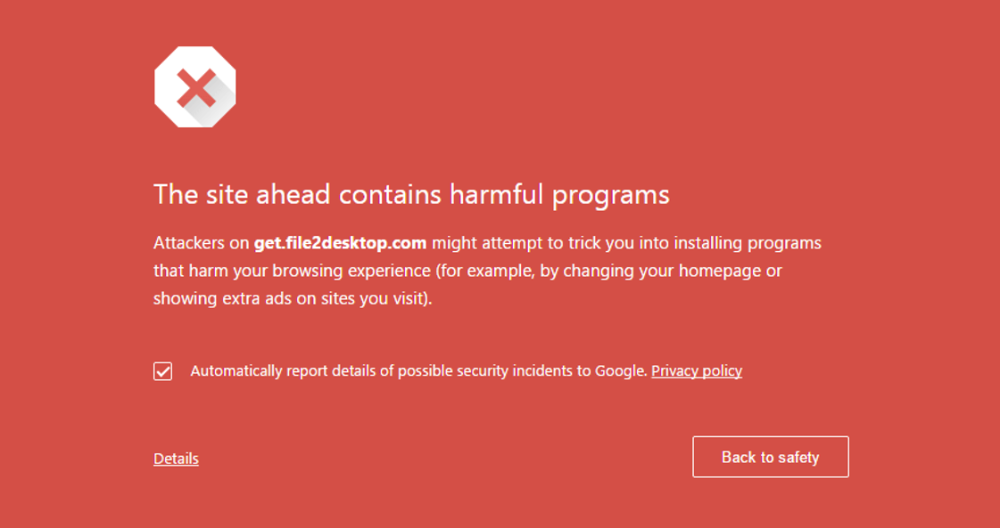 The site ahead contains harmful programs
Attackers on get.file2desktop.com might attempt to trick you into installing programs
that harm your browsing experience (for example, by changing your homepage or
showing extra ads on sites you visit).
Automatically report details of possible security incidents to Google. Privacy policy
Details
Back to safety